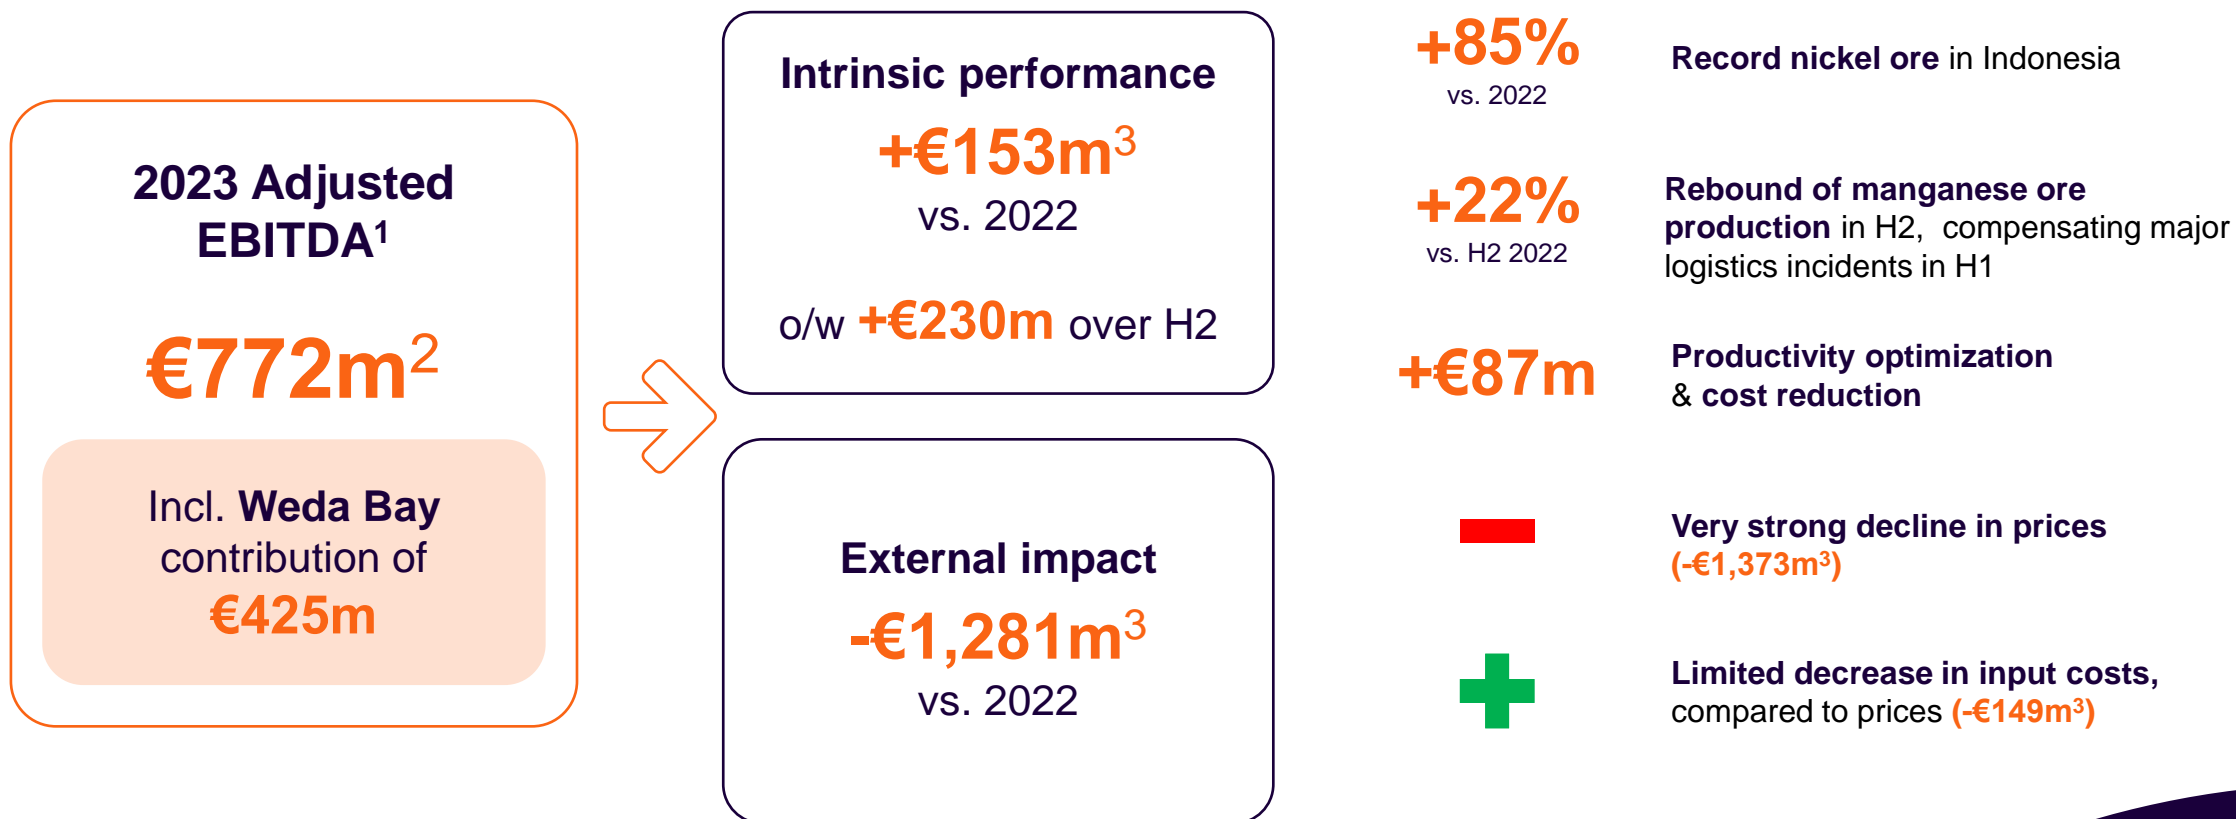 2023 Adjusted
EBITDA¹
€772m²
Incl. Weda Bay
contribution of
€425m
Intrinsic performance
+€153m³
vs. 2022
o/w +€230m over H2
External impact
-€1,281m³
vs. 2022
+85%
vs. 2022
Record nickel ore in Indonesia
+22%
vs. H2 2022
Rebound of manganese ore
production in H2, compensating major
logistics incidents in H1
+€87m
Productivity optimization
& cost reduction
Very strong decline in prices
(-€1,373m³)
Limited decrease in input costs,
compared to prices (-€149m³)